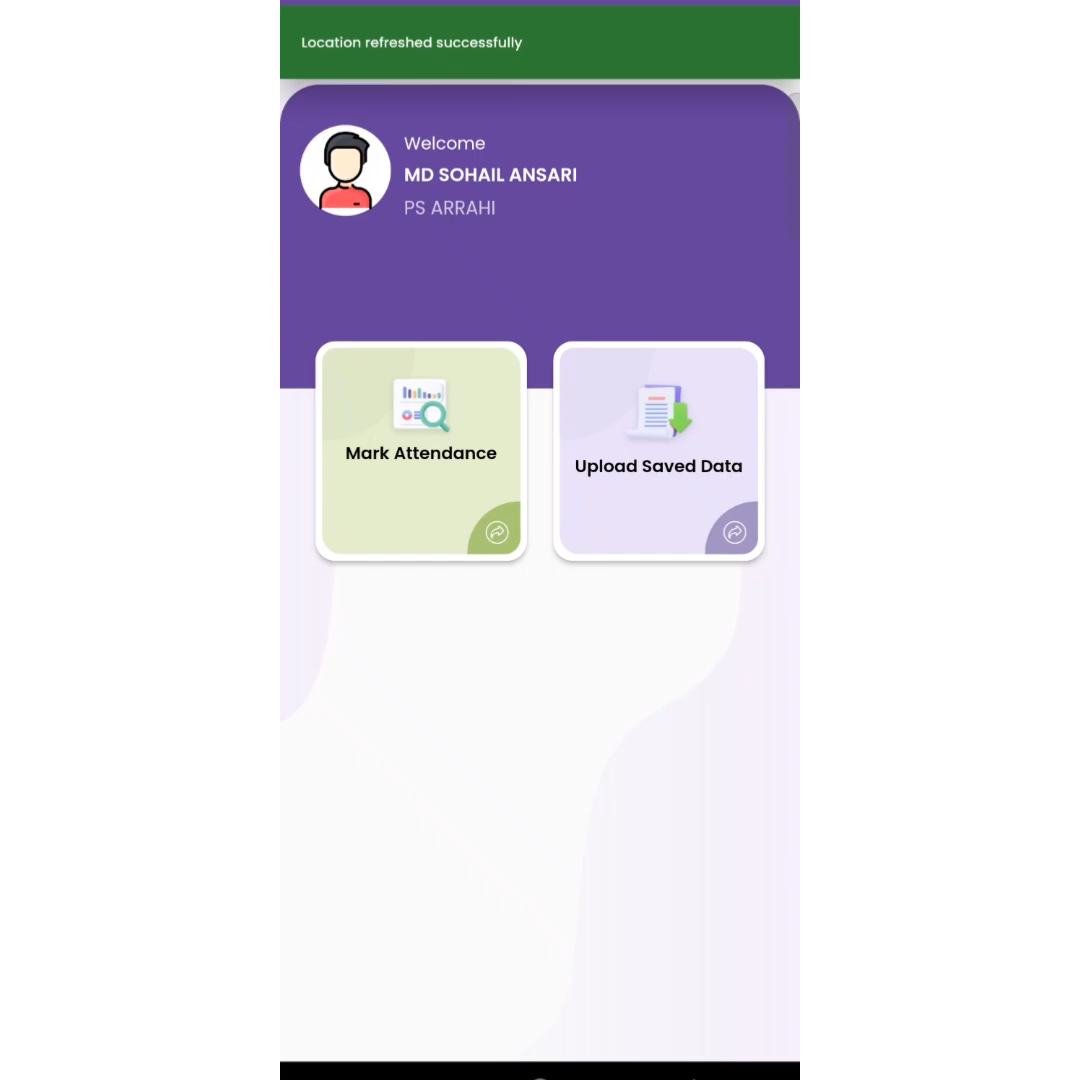 Location refreshed successfully
Welcome
MD SOHAIL ANSARI
PS ARRAHI
Mark Attendance
Upload Saved Data